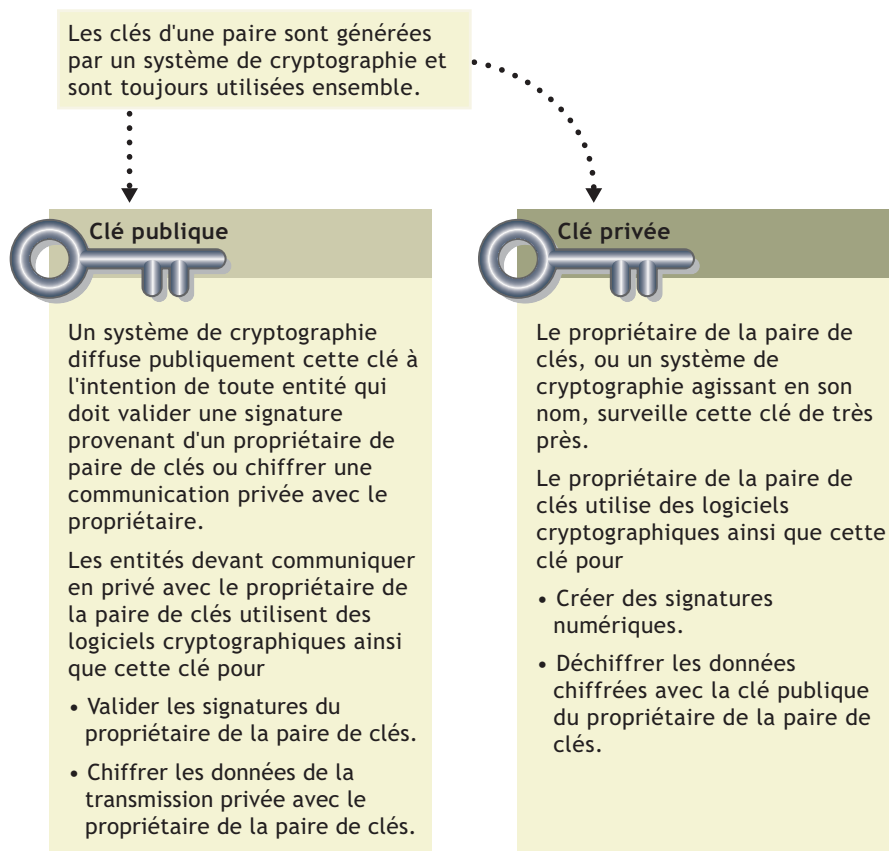 Les clés d'une paire sont générées
par un système de cryptographie et
sont toujours utilisées ensemble.
Clé publique
Un système de cryptographie
diffuse publiquement cette clé à
l'intention de toute entité qui
doit valider une signature
provenant d'un propriétaire de
paire de clés ou chiffrer une
communication privée avec le
propriétaire.
Les entités devant communiquer
en privé avec le propriétaire de
la paire de clés utilisent des
logiciels cryptographiques ainsi
que cette clé pour
• Valider les signatures du
propriétaire de la paire de clés.
• Chiffrer les données de la
transmission privée avec le
propriétaire de la paire de clés.
Clé privée
Le propriétaire de la paire de
clés, ou un système de
cryptographie agissant en son
nom, surveille cette clé de très
près.
Le propriétaire de la paire de
clés utilise des logiciels
cryptographiques ainsi que cette
clé pour
• Créer des signatures
numériques.
• Déchiffrer les données
chiffrées avec la clé publique
du propriétaire de la paire de
clés.